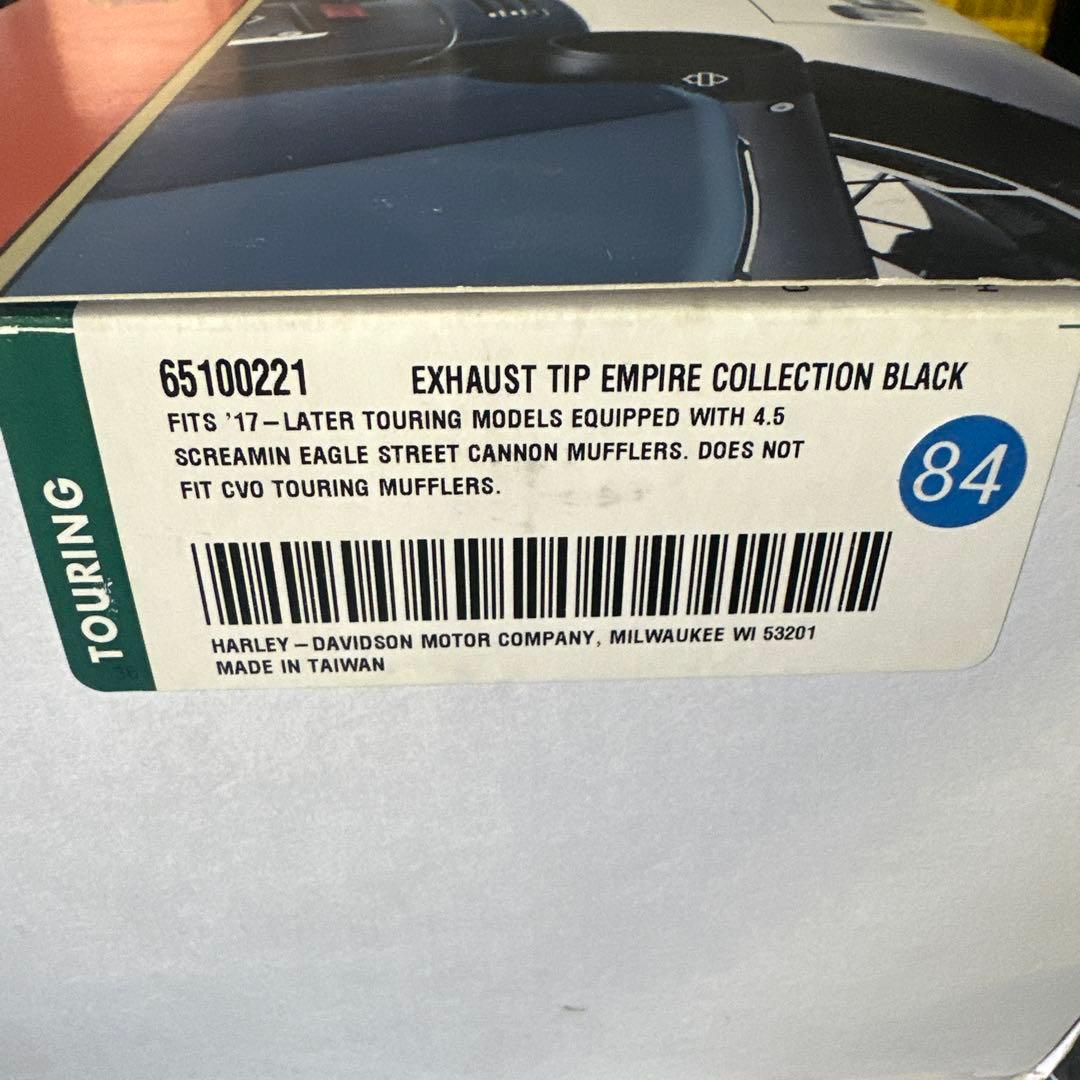 65100221 EXHAUST TIP EMPIRE COLLECTION BLACK
FITS '17-LATER TOURING MODELS EQUIPPED WITH 4.5
SCREAMIN EAGLE STREET CANNON MUFFLERS. DOES NOT
FIT CVO TOURING MUFFLERS.
84
TOURING
HARLEY-DAVIDSON MOTOR COMPANY, MILWAUKEE WI 53201
MADE IN TAIWAN
36